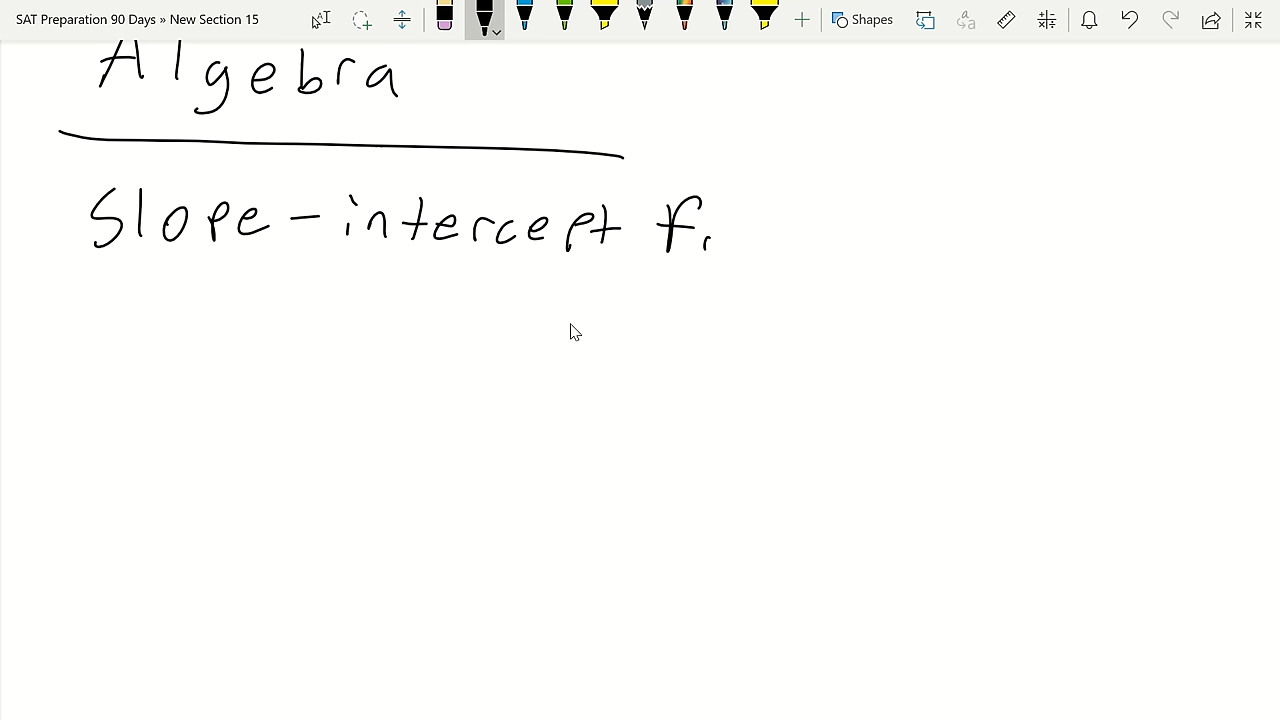 SAT Preparation 90 Days » New Section 15
Shapes
Algebra
Slope-intercept f.